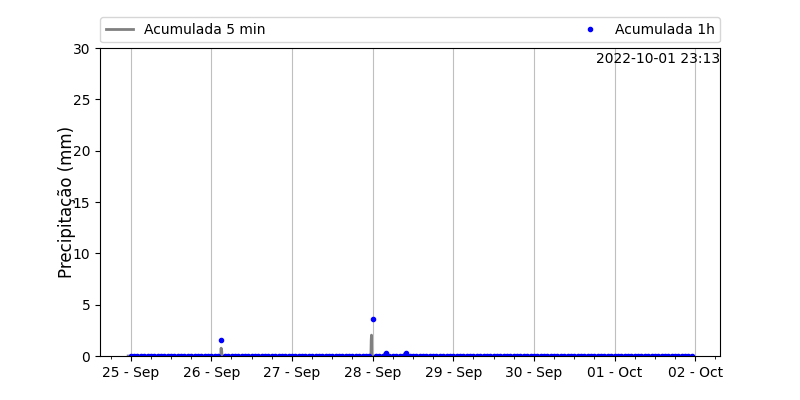 Acumulada 5 min
Acumulada 1h
2022-10-01 23:13
Precipitação (mm)
30
25
20
15
10
5
0
25 - Sep
26 - Sep
27 - Sep
28 - Sep
29 - Sep
30 - Sep
01 - Oct
02 - Oct